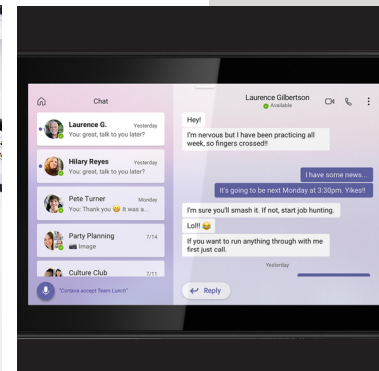 Chat
Laurence G.
Yesterday
You: great, talk to you later?
Hilary Reyes
Yesterday
You: great, talk to you later?
Pete Turner
Monday
You: Thank you 😊 It was a...
Party Planning
7/14
📷 Image
Culture Club
7/11
"Cortana accept Team Lunch"
Laurence Gilbertson
Available
Hey!
I'm nervous but I have been practicing all
week, so fingers crossed!!
I have some news...
It's going to be next Monday at 3:30pm. Yikes!!
I'm sure you'll smash it. If not, start job hunting.
Lol!! 😂
If you want to run anything through with me
first just call.
Yesterday
Reply